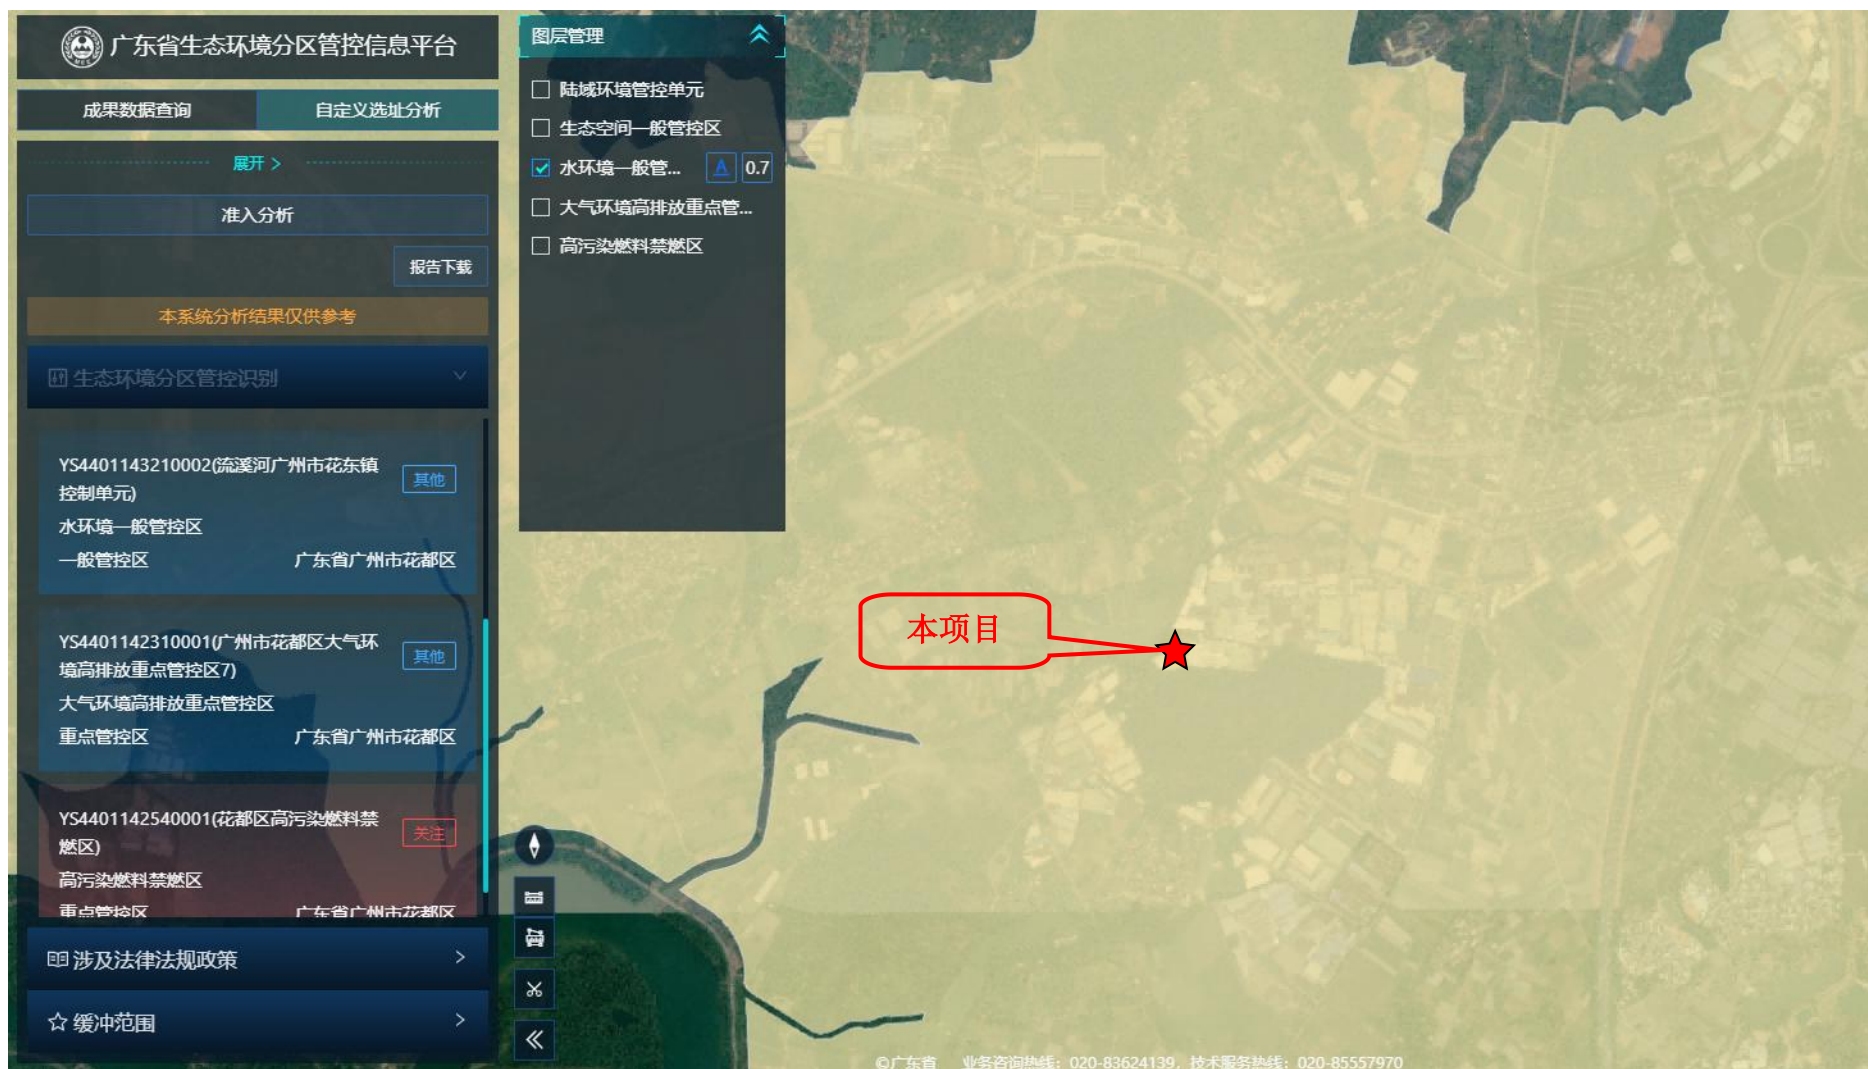 广东省生态环境分区管控信息平台
成果数据查询
自定义选址分析
展开 >
准入分析
报告下载
本系统分析结果仅供参考
生态环境分区管控识别
YS4401143210002(流溪河广州市花东镇
控制单元)
其他
水环境一般管控区
一般管控区
广东省广州市花都区
YS4401142310001(广州市花都区大气环
境高排放重点管控区7)
其他
大气环境高排放重点管控区
重点管控区
广东省广州市花都区
YS4401142540001(花都区高污染燃料禁
燃区)
关注
高污染燃料禁燃区
重点管控区
广东省广州市花都区
涉及法律法规政策
缓冲范围
图层管理
陆域环境管控单元
生态空间一般管控区
水环境一般管...
A
0.7
大气环境高排放重点管...
高污染燃料禁燃区
本项目
©广东省 业务咨询热线：020-83624139，技术服务热线：020-85557970